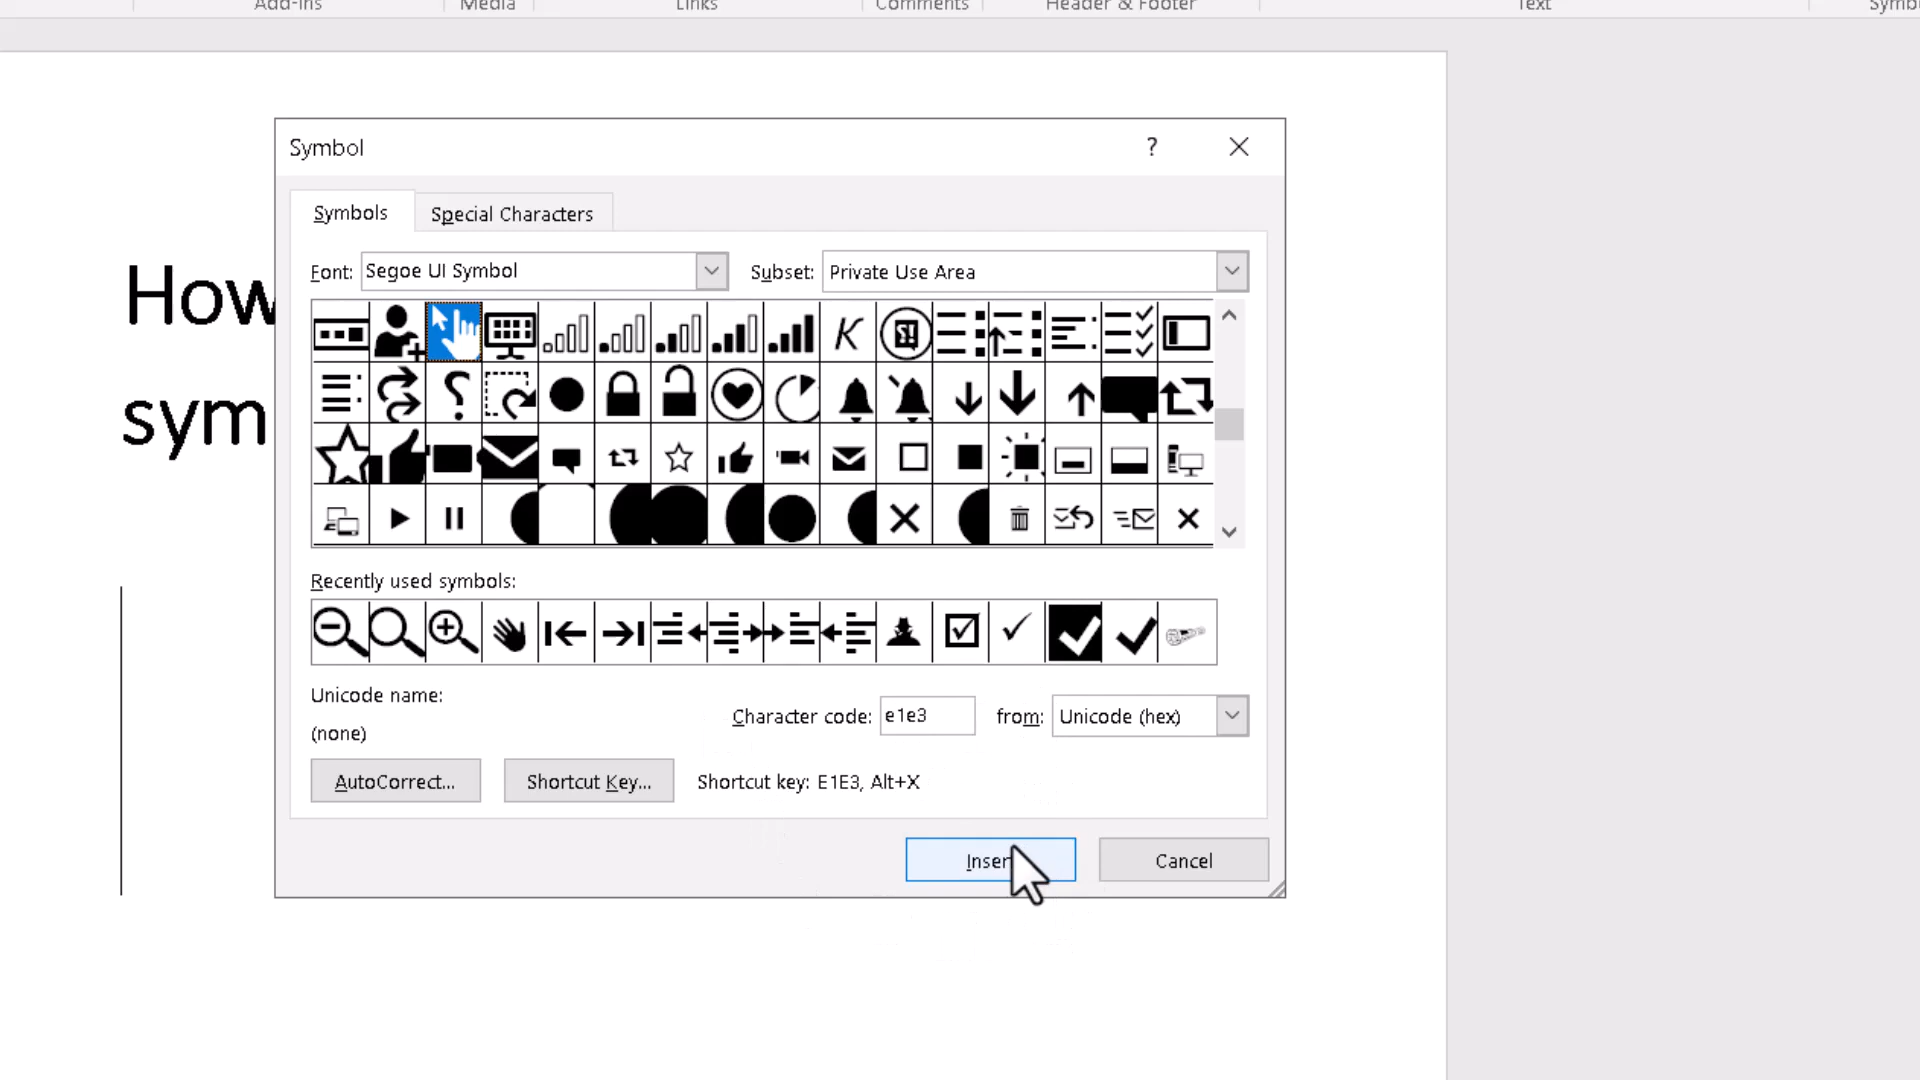 Add-ins Media Links Comments Header & Footer Text
Symbol ?
Symbols Special Characters
Font: Segoe UI Symbol Subset: Private Use Area
How
sym
Recently used symbols:
Unicode name:
(none)
Character code: e1e3 from: Unicode (hex)
AutoCorrect... Shortcut Key... Shortcut key: E1E3, Alt+X
Insert Cancel